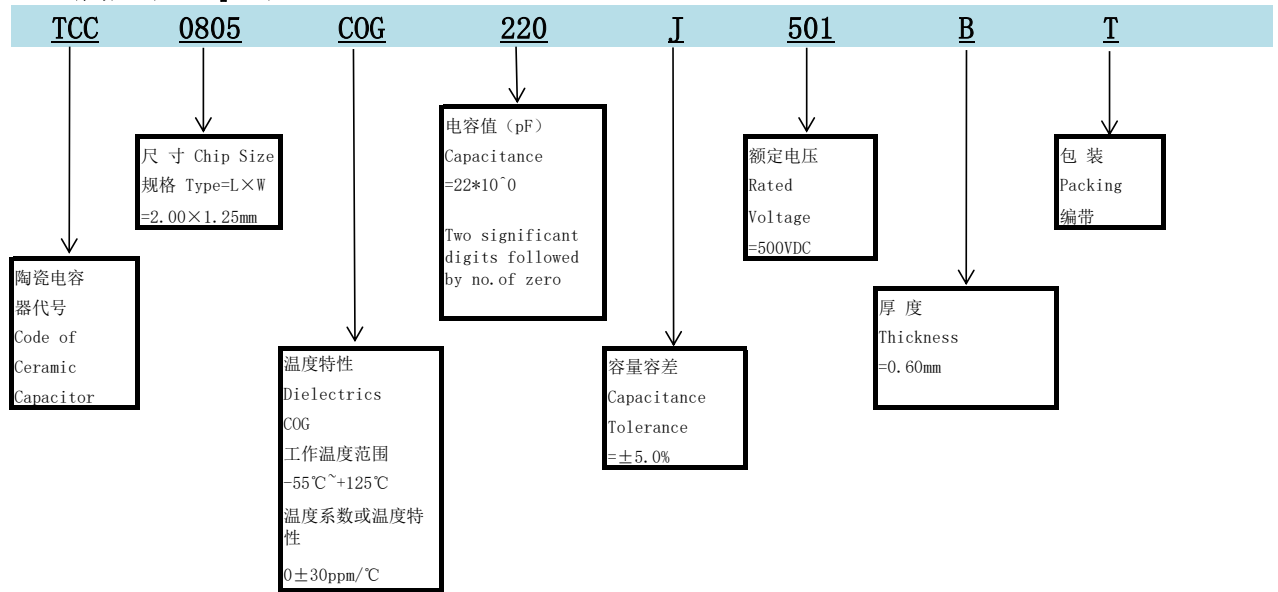 TCC 0805 COG 220 J 501 B T
陶瓷电容
器代号
Code of
Ceramic
Capacitor
尺 寸 Chip Size
规格 Type=L×W
=2.00×1.25mm
温度特性
Dielectrics
COG
工作温度范围
-55℃~+125℃
温度系数或温度特
性
0±30ppm/℃
电容值（pF）
Capacitance
=22*10^0
Two significant
digits followed
by no.of zero
容量容差
Capacitance
Tolerance
=±5.0%
额定电压
Rated
Voltage
=500VDC
厚 度
Thickness
=0.60mm
包 装
Packing
编带